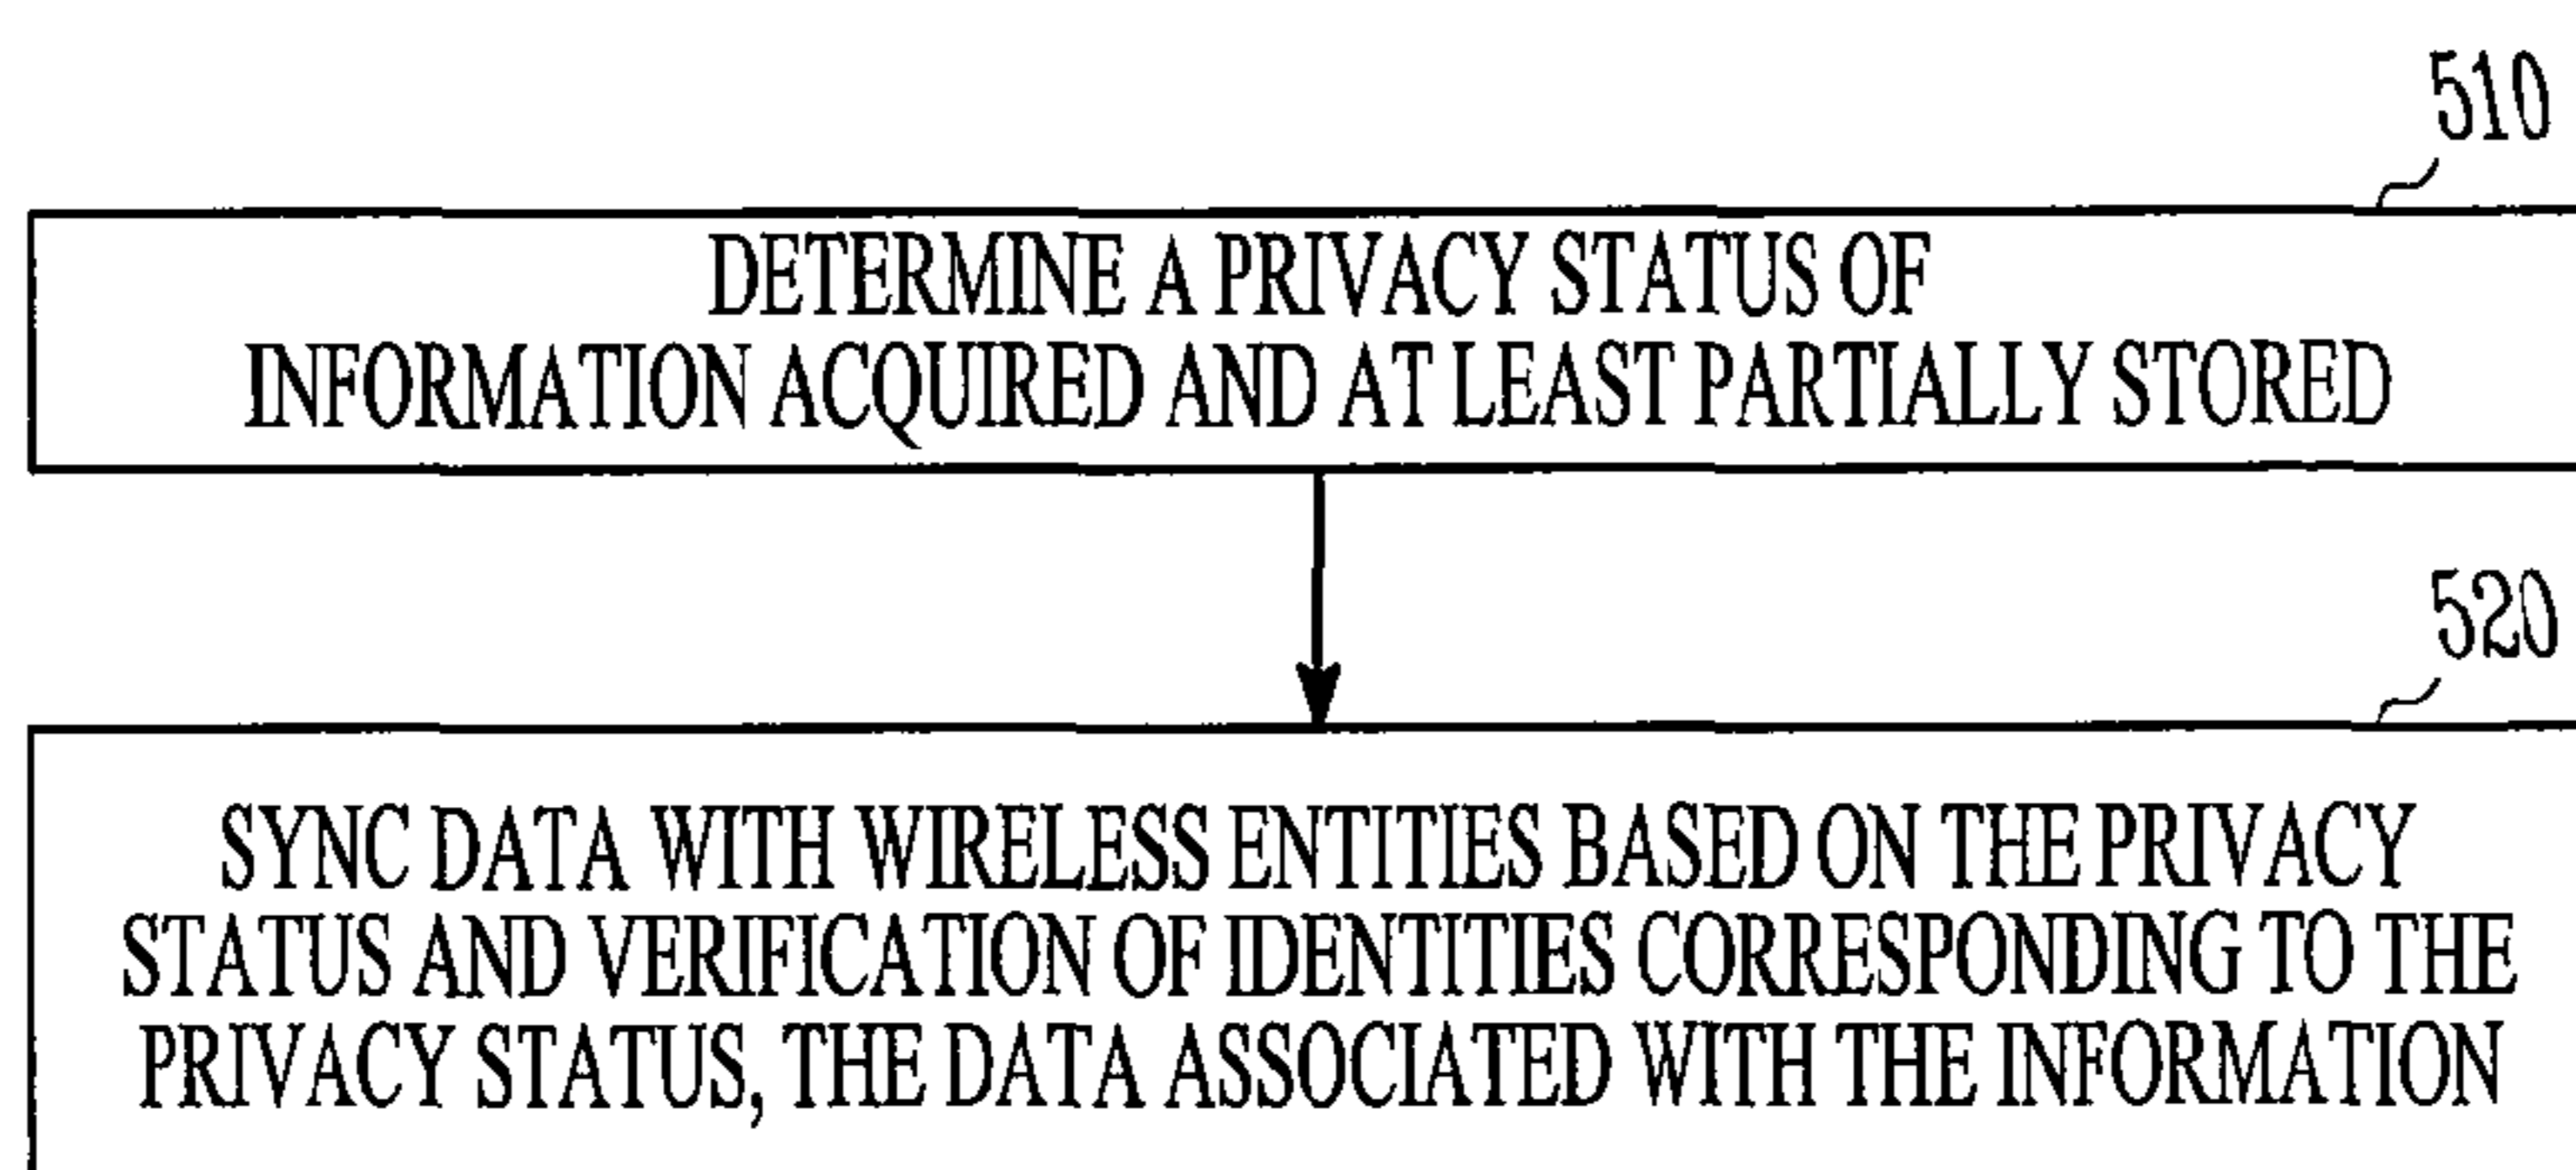 510
DETERMINE A PRIVACY STATUS OF
INFORMATION ACQUIRED AND AT LEAST PARTIALLY STORED
520
SYNC DATA WITH WIRELESS ENTITIES BASED ON THE PRIVACY
STATUS AND VERIFICATION OF IDENTITIES CORRESPONDING TO THE
PRIVACY STATUS, THE DATA ASSOCIATED WITH THE INFORMATION